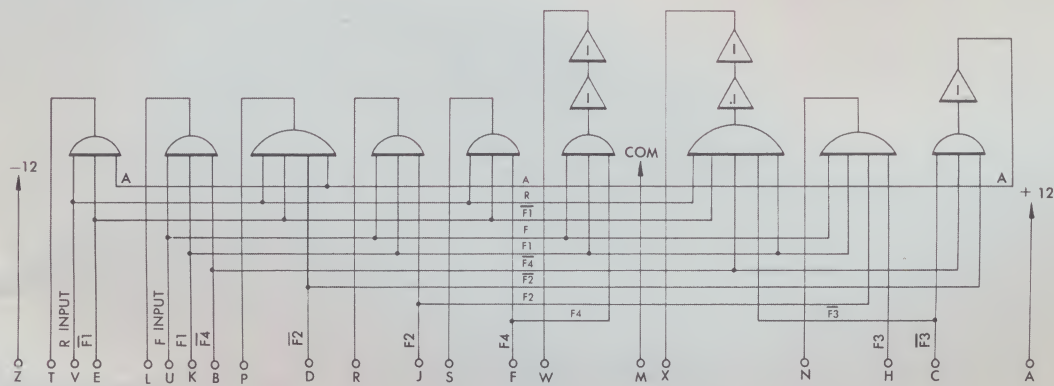 I I
I .I I
COM
–12 A A A + 12
R
F1
F
F1
F4
F2
F2
F4 F3
R INPUT F1 F INPUT F1 F4 F2 F2 F4 F3 F3
Z T V E L U K B P D R J S F W M X N H C A